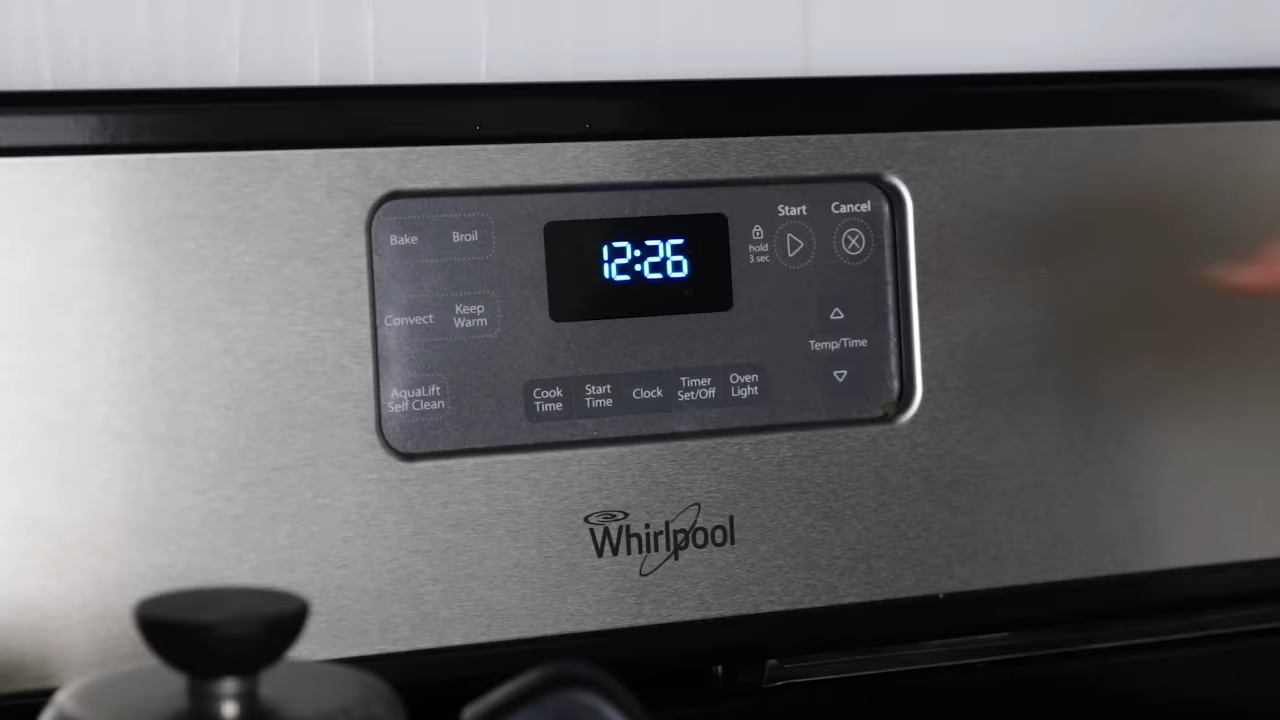 Bake Broil
Convect Keep
Warm
AquaLift
Self Clean
12:26
hold
3 sec
Start Cancel
Temp/Time
Cook
Time
Start
Time
Clock
Timer
Set/Off
Oven
Light
Whirlpool